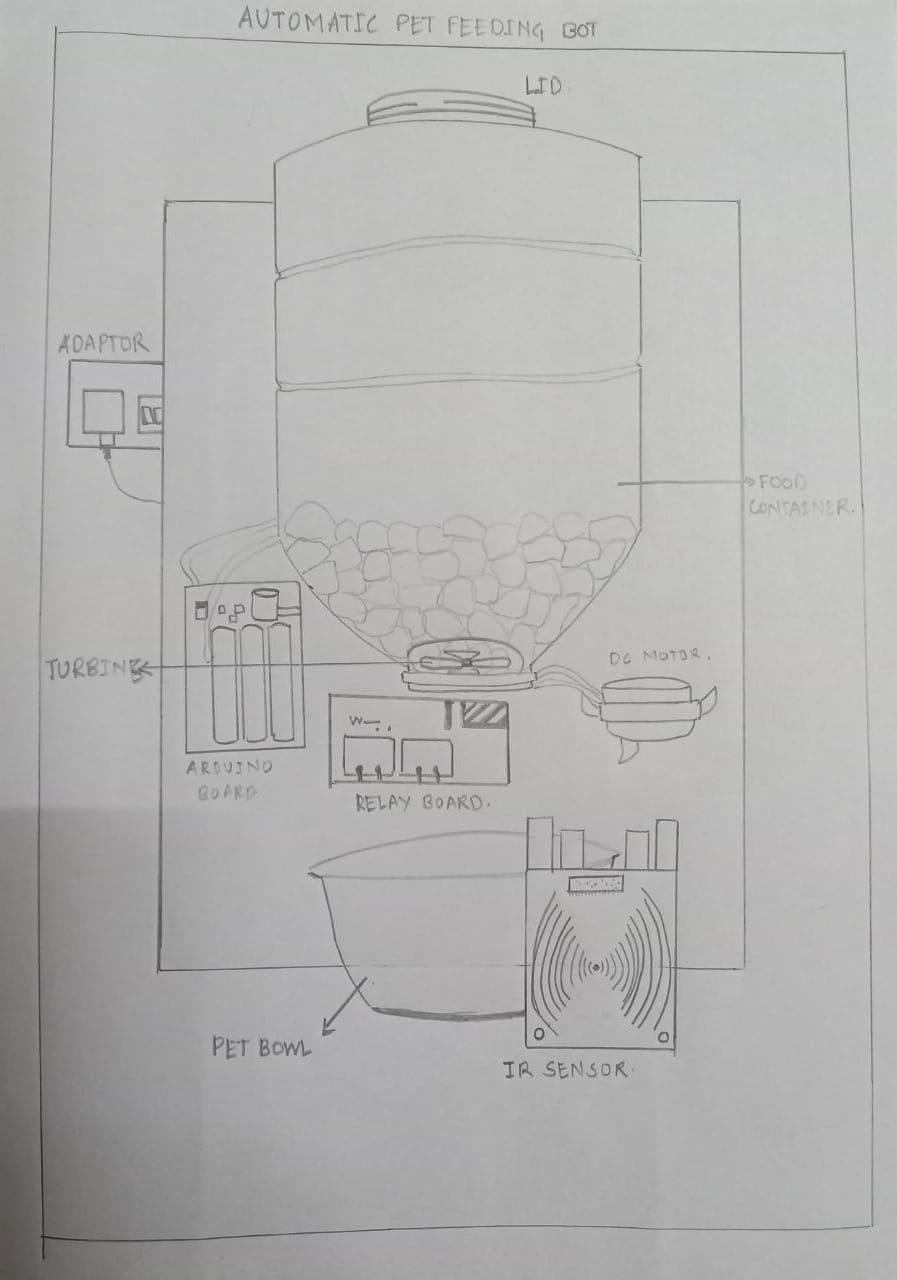 AUTOMATIC PET FEEDING BOT
LID.
ADAPTOR
FOOD
CONTAINER.
TURBINE
DC MOTOR.
ARDUINO
BOARD
RELAY BOARD.
PET BOWL
IR SENSOR.